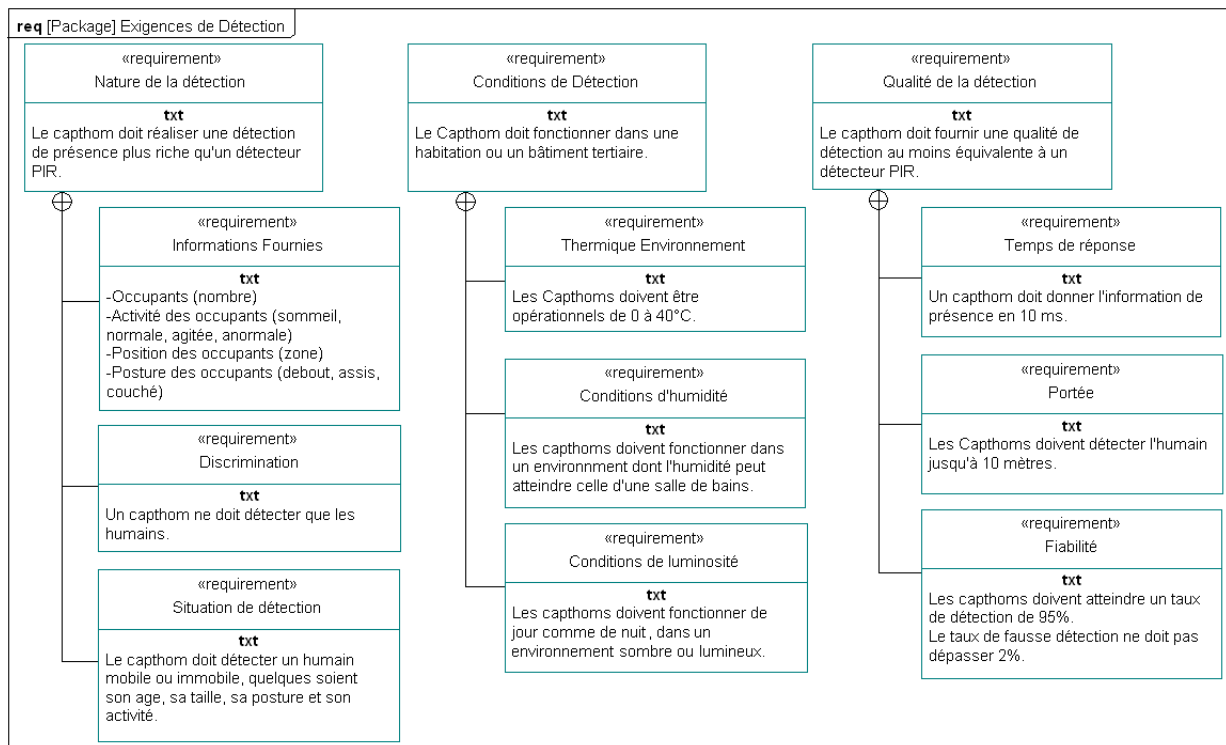 req [Package] Exigences de Détection
«requirement»
Nature de la détection
txt
Le capthom doit réaliser une détection
de présence plus riche qu'un détecteur
PIR.
«requirement»
Informations Fournies
txt
-Occupants (nombre)
-Activité des occupants (sommeil,
normale, agitée, anormale)
-Position des occupants (zone)
-Posture des occupants (debout, assis,
couché)
«requirement»
Discrimination
txt
Un capthom ne doit détecter que les
humains.
«requirement»
Situation de détection
txt
Le capthom doit détecter un humain
mobile ou immobile, quelques soient
son age, sa taille, sa posture et son
activité.
«requirement»
Conditions de Détection
txt
Le Capthom doit fonctionner dans une
habitation ou un bâtiment tertiaire.
«requirement»
Thermique Environnement
txt
Les Capthoms doivent être
opérationnels de 0 à 40°C.
«requirement»
Conditions d'humidité
txt
Les capthoms doivent fonctionner dans
un environnment dont l'humidité peut
atteindre celle d'une salle de bains.
«requirement»
Conditions de luminosité
txt
Les capthoms doivent fonctionner de
jour comme de nuit, dans un
environnement sombre ou lumineux.
«requirement»
Qualité de la détection
txt
Le capthom doit fournir une qualité de
détection au moins équivalente à un
détecteur PIR.
«requirement»
Temps de réponse
txt
Un capthom doit donner l'information de
présence en 10 ms.
«requirement»
Portée
txt
Les Capthoms doivent détecter l'humain
jusqu'à 10 mètres.
«requirement»
Fiabilité
txt
Les capthoms doivent atteindre un taux
de détection de 95%.
Le taux de fausse détection ne doit pas
dépasser 2%.